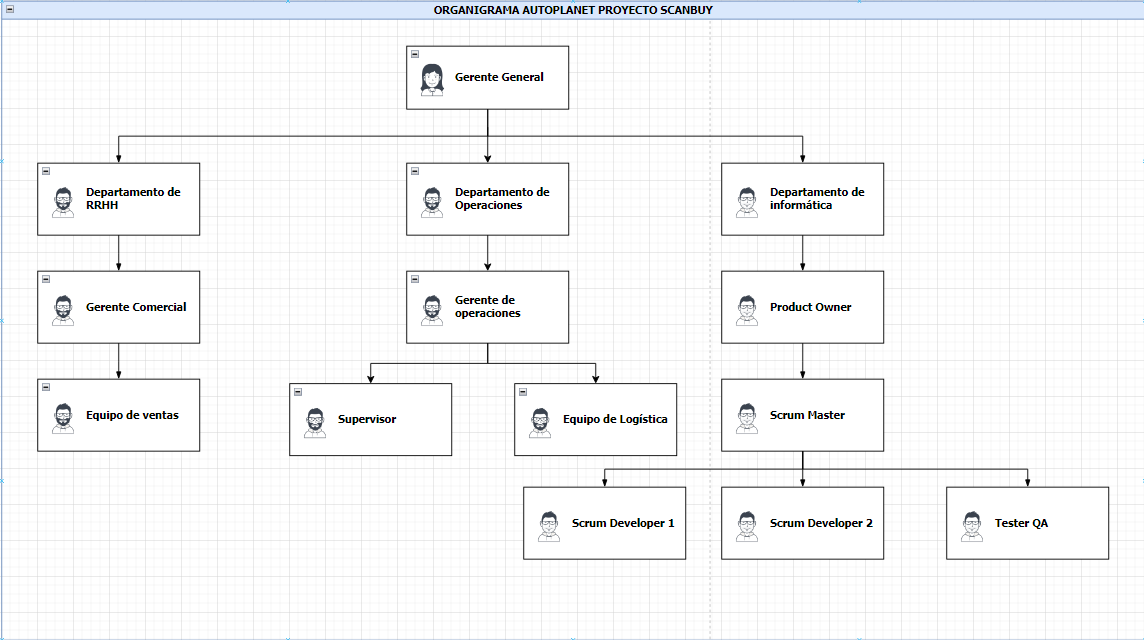 ORGANIGRAMA AUTOPLANET PROYECTO SCANBUY
Gerente General
Departamento de
RRHH
Departamento de
Operaciones
Departamento de
informática
Gerente Comercial
Gerente de
operaciones
Product Owner
Equipo de ventas
Supervisor
Equipo de Logística
Scrum Master
Scrum Developer 1
Scrum Developer 2
Tester QA